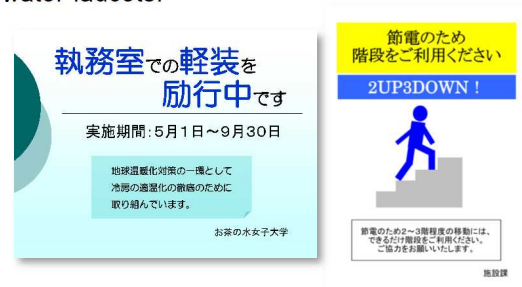 執務室での軽装を
励行中です
実施期間:5月1日～9月30日
地球温暖化対策の一環として
冷房の適温化の徹底のために
取り組んでいます。
お茶の水女子大学
節電のため
階段をご利用ください
2UP3DOWN！
節電のため2～3階程度の移動には、
できるだけ階段をご利用ください。
ご協力をお願いいたします。
施設課